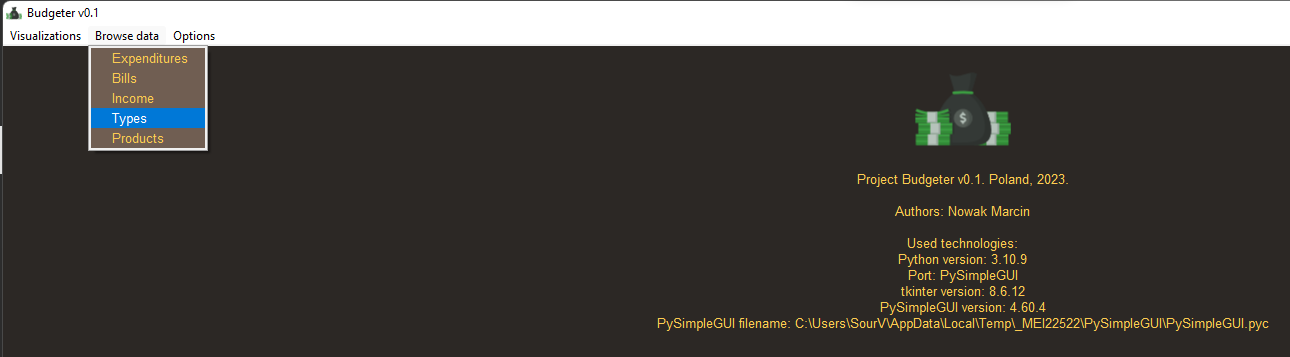 Budgeter v0.1
Visualizations Browse data Options
Expenditures
Bills
Income
Types
Products
$
Project Budgeter v0.1. Poland, 2023.
Authors: Nowak Marcin
Used technologies:
Python version: 3.10.9
Port: PySimpleGUI
tkinter version: 8.6.12
PySimpleGUI version: 4.60.4
PySimpleGUI filename: C:\Users\SourV\AppData\Local\Temp\_MEI22522\PySimpleGUI\PySimpleGUI.pyc